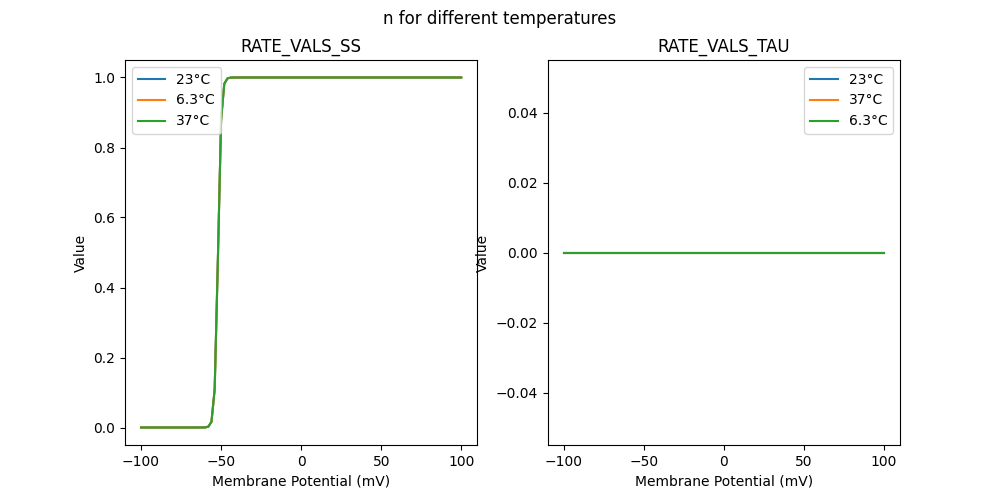 n for different temperatures
RATE_VALS_SS
1.0
0.8
0.6
0.4
0.2
0.0
Value
−100
−50
0
50
100
Membrane Potential (mV)
23°C
6.3°C
37°C
RATE_VALS_TAU
0.04
0.02
0.00
−0.02
−0.04
Value
−100
−50
0
50
100
Membrane Potential (mV)
23°C
37°C
6.3°C